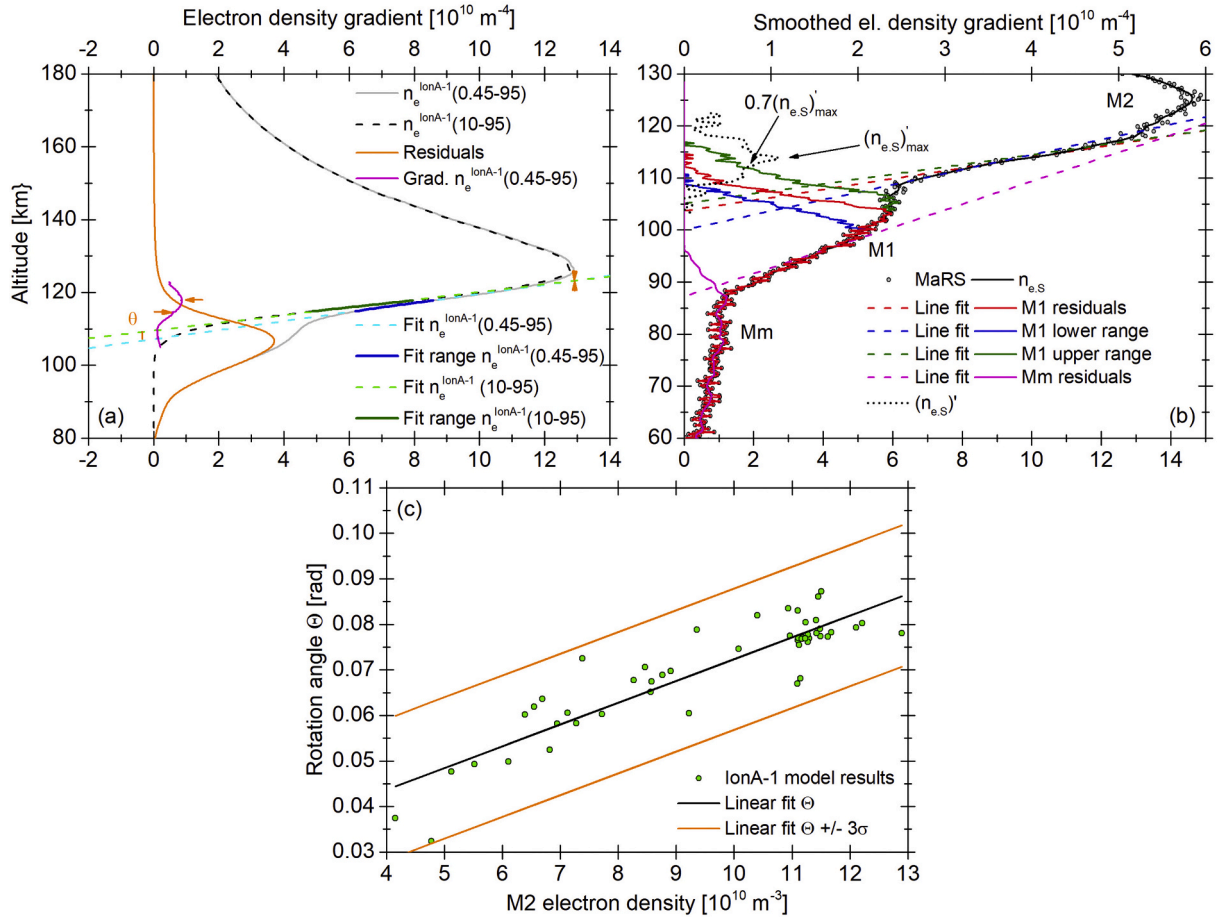 Electron density gradient [10^10 m^-4]
-2 0 2 4 6 8 10 12 14
180
160
140
120
100
80
Altitude [km}
n_e^IonA-1(0.45-95)
n_e^IonA-1(10-95)
Residuals
Grad. n_e^IonA-1(0.45-95)
θ
Fit n_e^IonA-1(0.45-95)
Fit range n_e^IonA-1(0.45-95)
Fit n_e^IonA-1(10-95)
Fit range n_e^IonA-1(10-95)
(a)
-2 0 2 4 6 8 10 12 14
Smoothed el. density gradient [10^10 m^-4]
0 1 2 3 4 5 6
130
120
110
100
90
80
70
60
M2
0.7(n_e.S)'_max
(n_e.S)'_max
M1
Mm
MaRS n_e.S
Line fit M1 residuals
Line fit M1 lower range
Line fit M1 upper range
Line fit Mm residuals
(n_e.S)'
(b)
0 2 4 6 8 10 12 14
0.11
0.10
0.09
0.08
0.07
0.06
0.05
0.04
0.03
(c)
Rotation angle Θ [rad]
IonA-1 model results
Linear fit Θ
Linear fit Θ +/- 3σ
4 5 6 7 8 9 10 11 12 13
M2 electron density [10^10 m^-3]